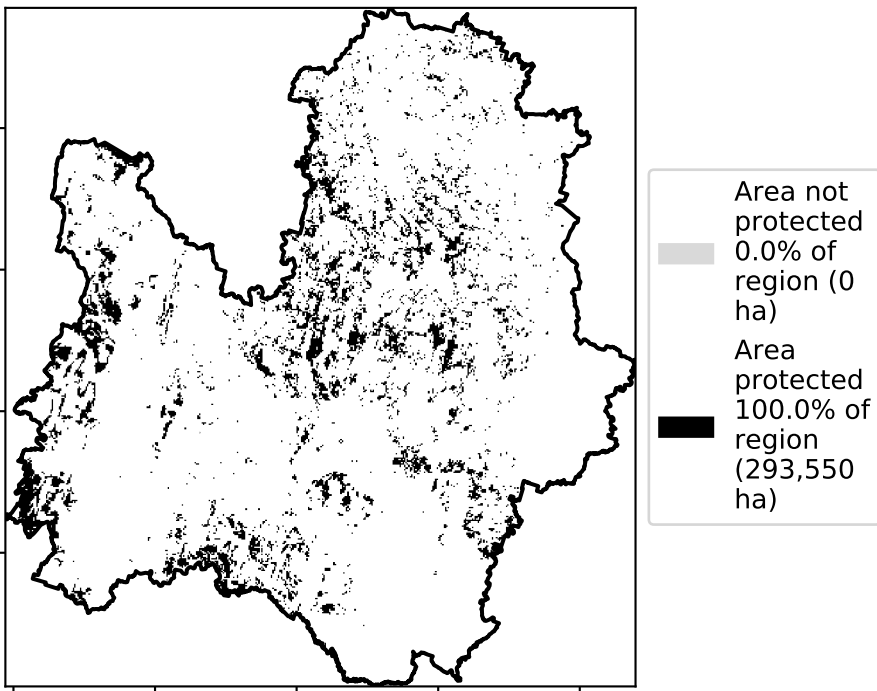 Area not
protected
0.0% of
region (0
ha)
Area
protected
100.0% of
region
(293,550
ha)